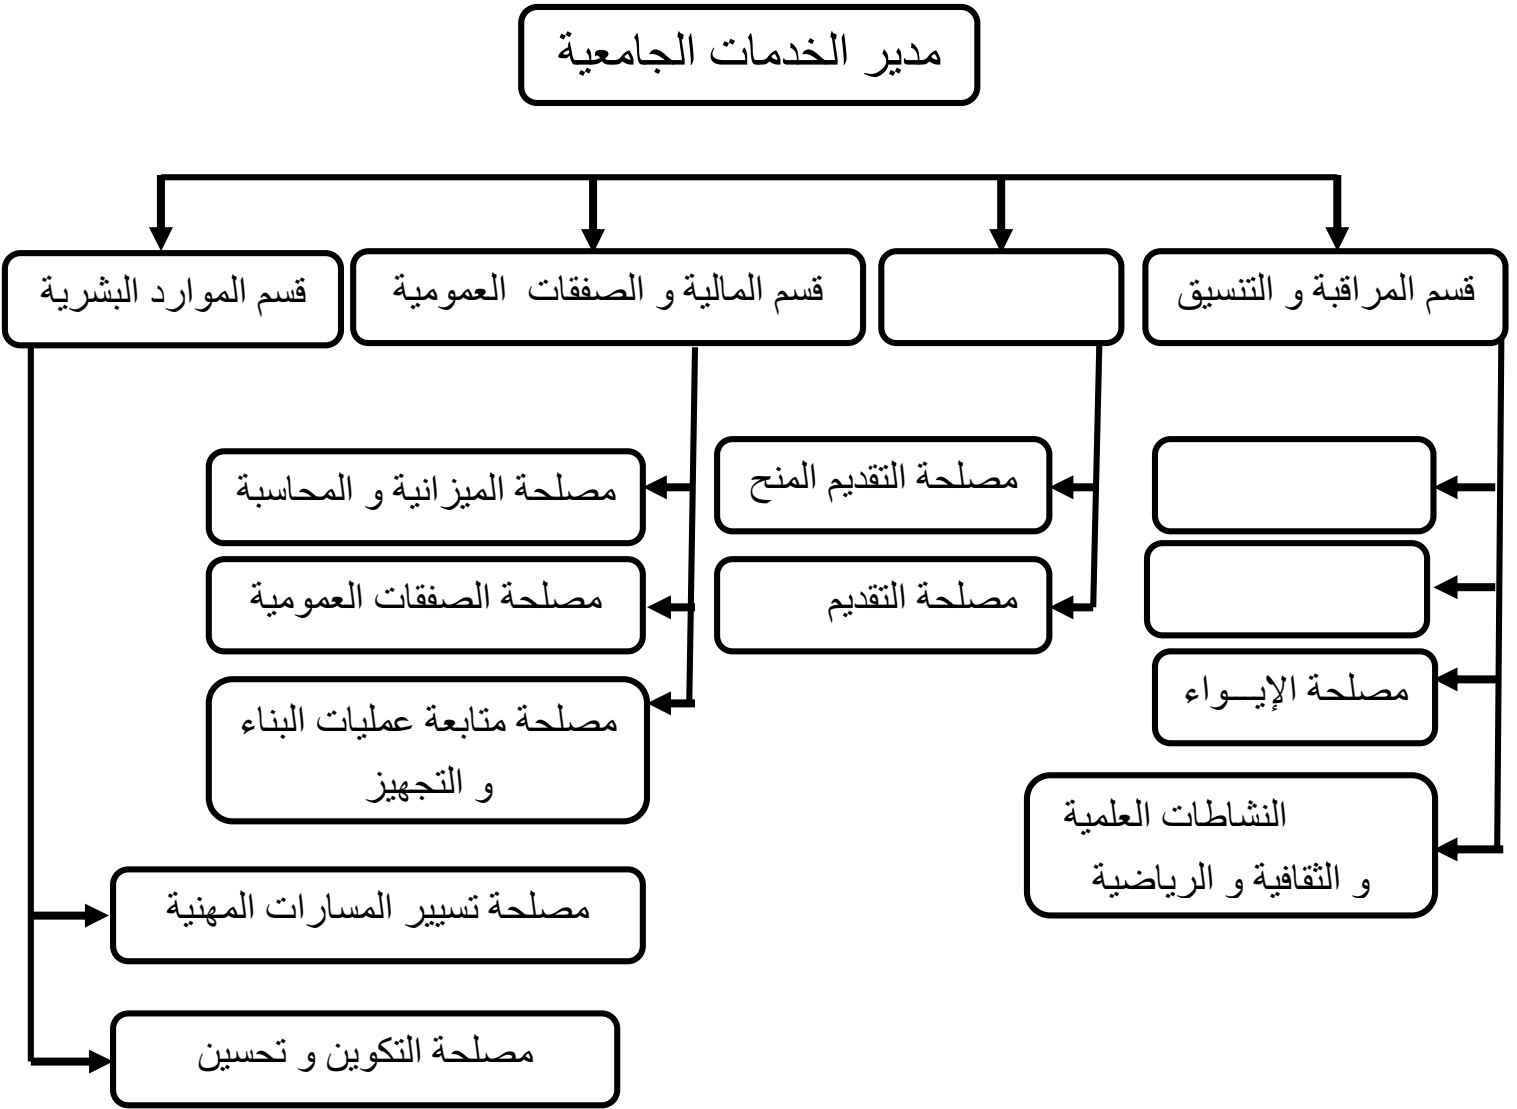 مدير الخدمات الجامعية
قسم المراقبة و التنسيق
قسم المالية و الصفقات العمومية
قسم الموارد البشرية
مصلحة الإيـــواء
النشاطات العلمية
و الثقافية و الرياضية
مصلحة التقديم المنح
مصلحة التقديم
مصلحة الميزانية و المحاسبة
مصلحة الصفقات العمومية
مصلحة متابعة عمليات البناء
و التجهيز
مصلحة تسيير المسارات المهنية
مصلحة التكوين و تحسين